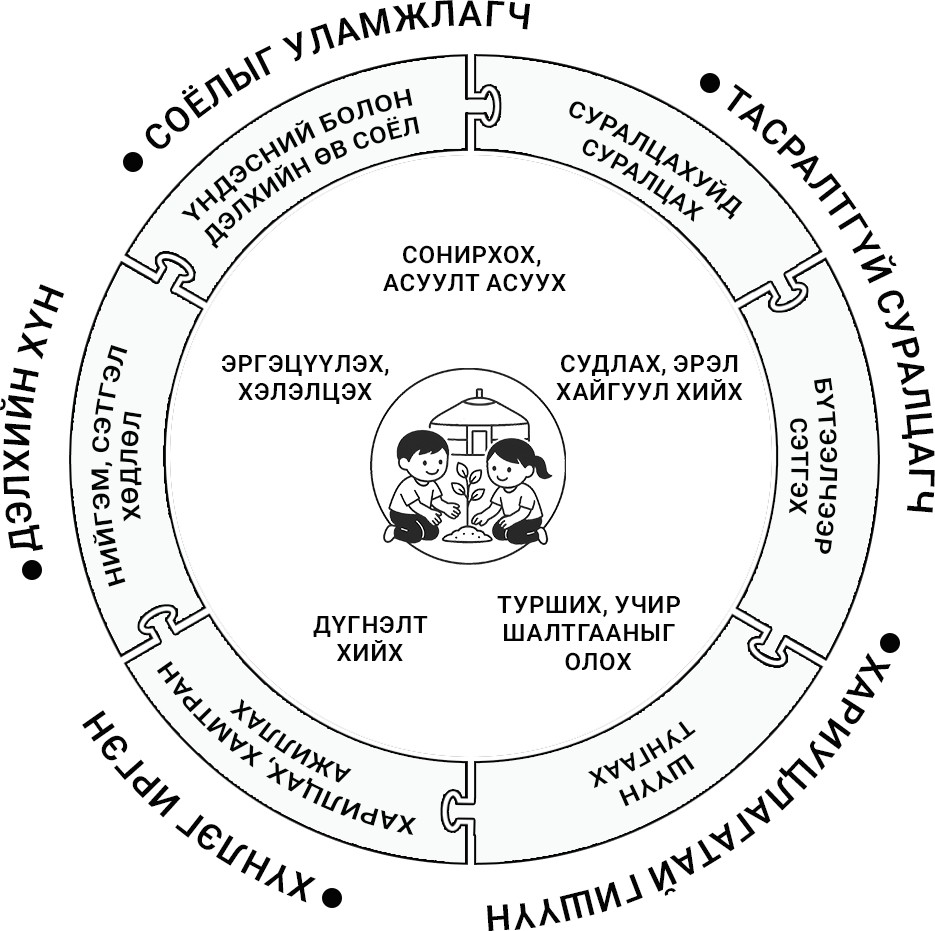 СОЁЛЫГ УЛАМЖЛАГЧ
ТАСРАЛТГҮЙ СУРАЛЦАГЧ
ХАРИУЦЛАГАТАЙ ГИШҮҮН
ХҮНЛЭГ ИРГЭН
ДЭЛХИЙН ХҮН
ҮНДЭСНИЙ БОЛОН
ДЭЛХИЙН ӨВ СОЁЛ
СУРАЛЦАХУЙД
СУРАЛЦАХ
БҮТЭЭЛЧЭЭР
СЭТГЭХ
ШҮҮН
ТУНГААХ
ХАРИЛЦАХ, ХАМТРАН
АЖИЛЛАХ
НИЙГЭМ, СЭТГЭЛ
ХӨДЛӨЛ
СОНИРХОХ,
АСУУЛТ АСУУХ
СУДЛАХ, ЭРЭЛ
ХАЙГУУЛ ХИЙХ
ТУРШИХ, УЧИР
ШАЛТГААНЫГ
ОЛОХ
ДҮГНЭЛТ
ХИЙХ
ЭРГЭЦҮҮЛЭХ,
ХЭЛЭЛЦЭХ